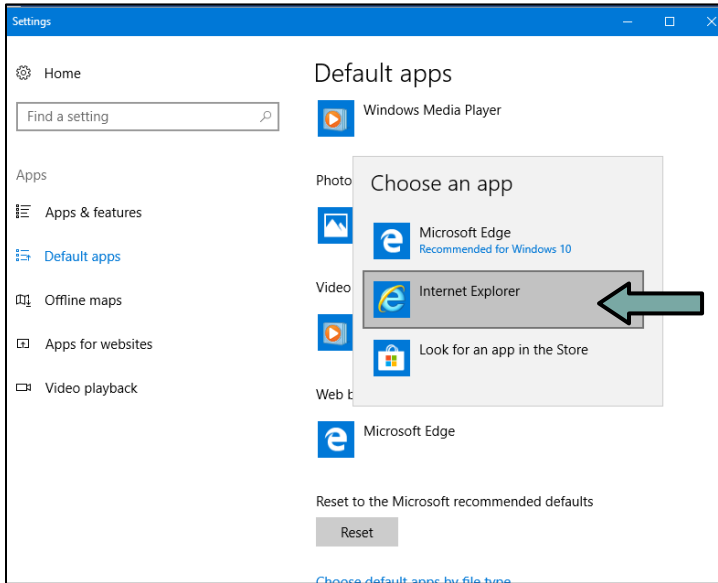 Settings
Home
Find a setting
Apps
Apps & features
Default apps
Offline maps
Apps for websites
Video playback
Default apps
Windows Media Player
Photo
Choose an app
Microsoft Edge
Recommended for Windows 10
Video
Internet Explorer
Look for an app in the Store
Web b
Microsoft Edge
Reset to the Microsoft recommended defaults
Reset
Choose default apps by file type